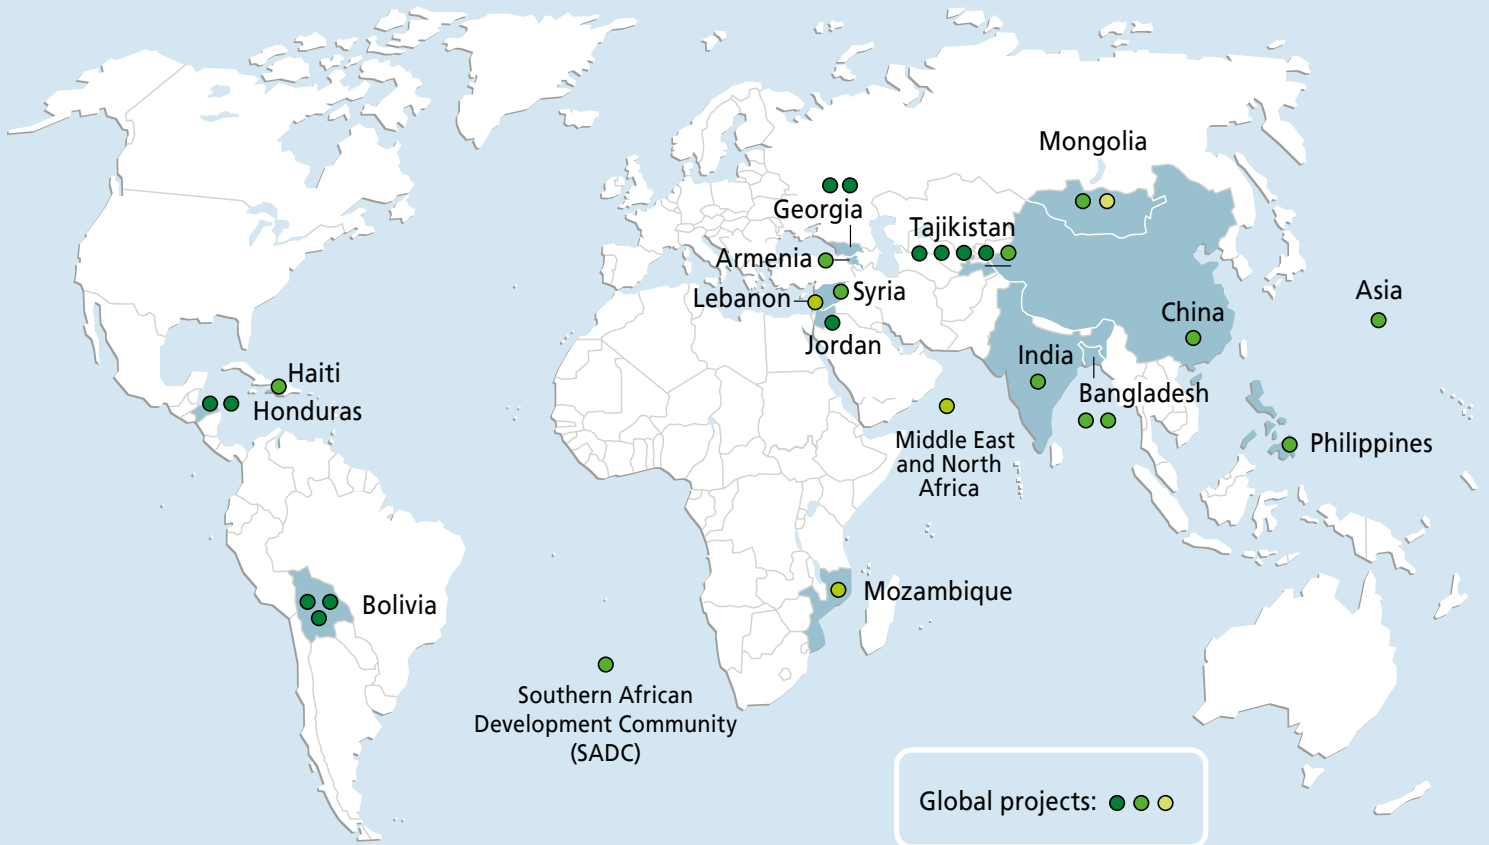 Mongolia
Georgia
Tajikistan
Armenia
Lebanon
Syria
Asia
China
Jordan
India
Haiti
Bangladesh
Honduras
Middle East
and North
Africa
Philippines
Mozambique
Bolivia
Southern African
Development Community
(SADC)
Global projects: